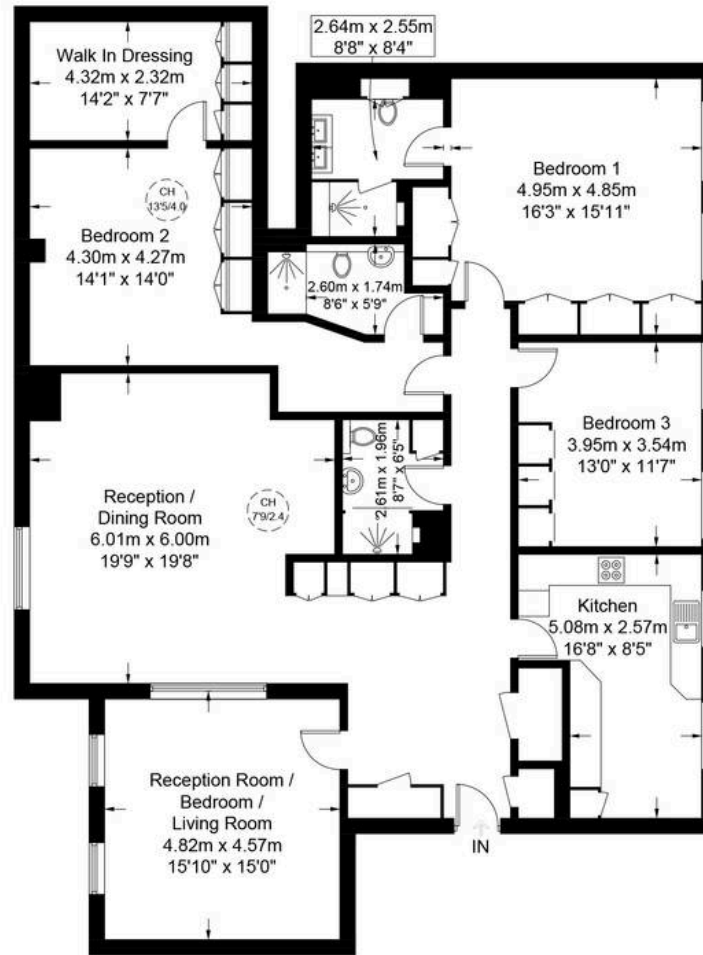 2.64m x 2.55m
8'8" x 8'4"
Walk In Dressing
4.32m x 2.32m
14'2" x 7'7"
Bedroom 1
4.95m x 4.85m
16'3" x 15'11"
CH
13'5/4.0
Bedroom 2
4.30m x 4.27m
14'1" x 14'0"
2.60m x 1.74m
8'6" x 5'9"
Bedroom 3
3.95m x 3.54m
13'0" x 11'7"
2.61m x 1.96m
8'7" x 6'5"
Reception /
Dining Room
6.01m x 6.00m
19'9" x 19'8"
CH
7'9/2.4
Kitchen
5.08m x 2.57m
16'8" x 8'5"
Reception Room /
Bedroom /
Living Room
4.82m x 4.57m
15'10" x 15'0"
IN